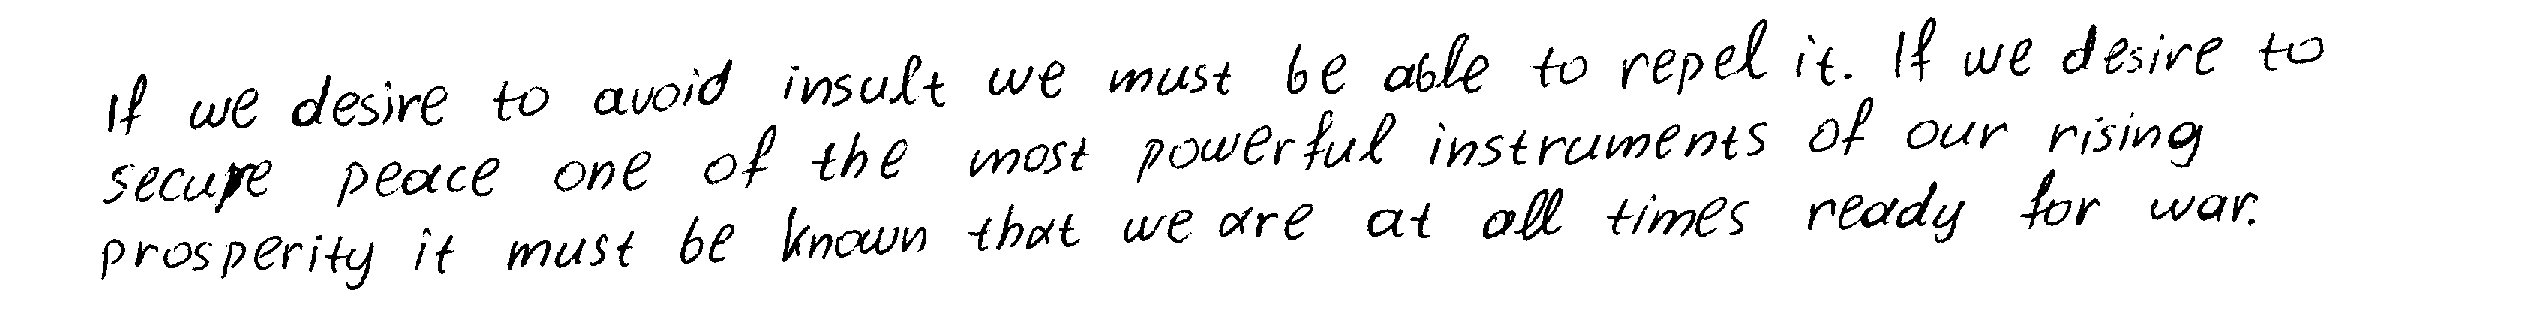 If we desire to avoid insult we must be able to repel it. If we desire to
secure peace one of the most powerful instruments of our rising
prosperity it must be known that we are at all times ready for war.